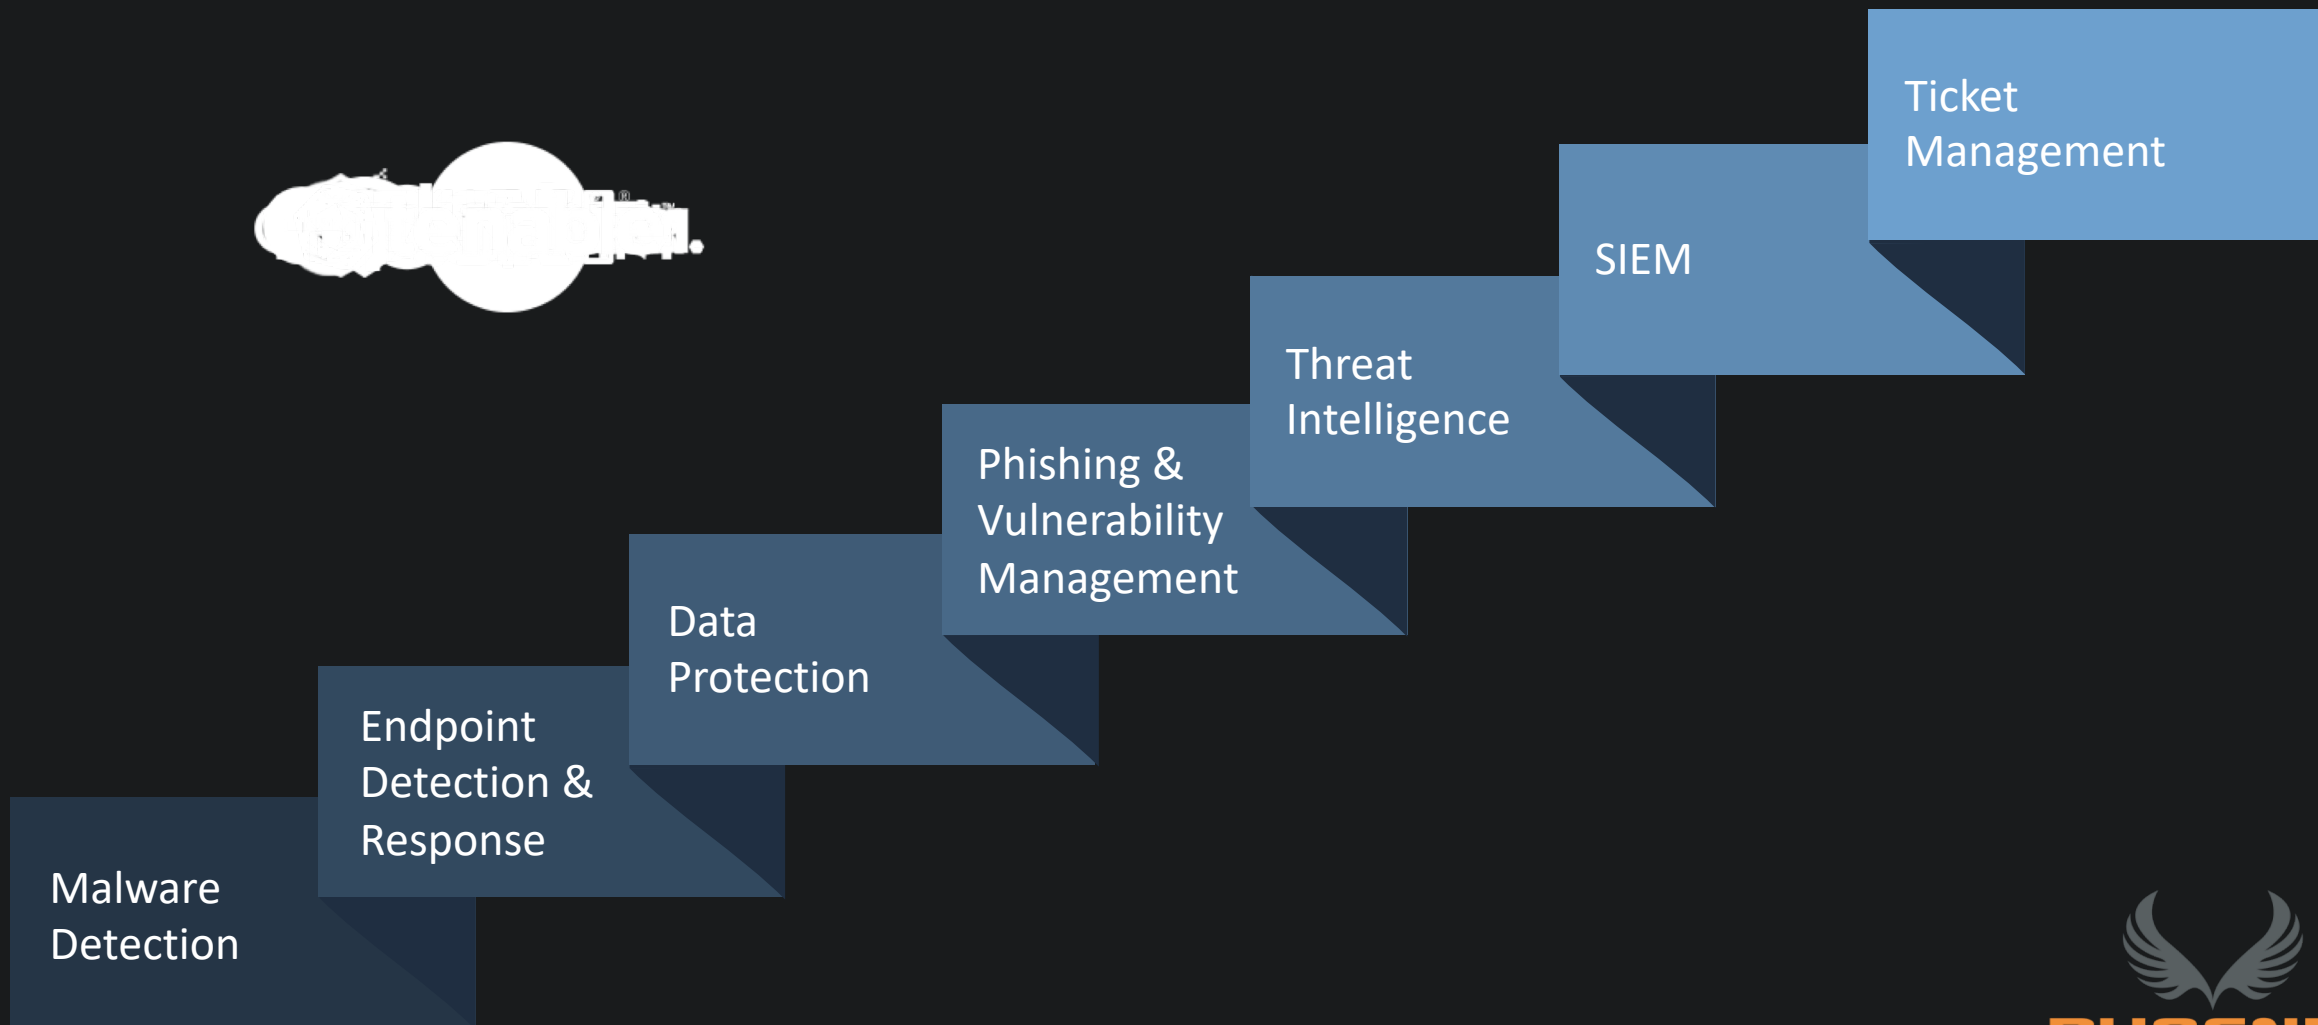 Ticket
Management
SIEM
Threat
Intelligence
Phishing &
Vulnerability
Management
Data
Protection
Endpoint
Detection &
Response
Malware
Detection